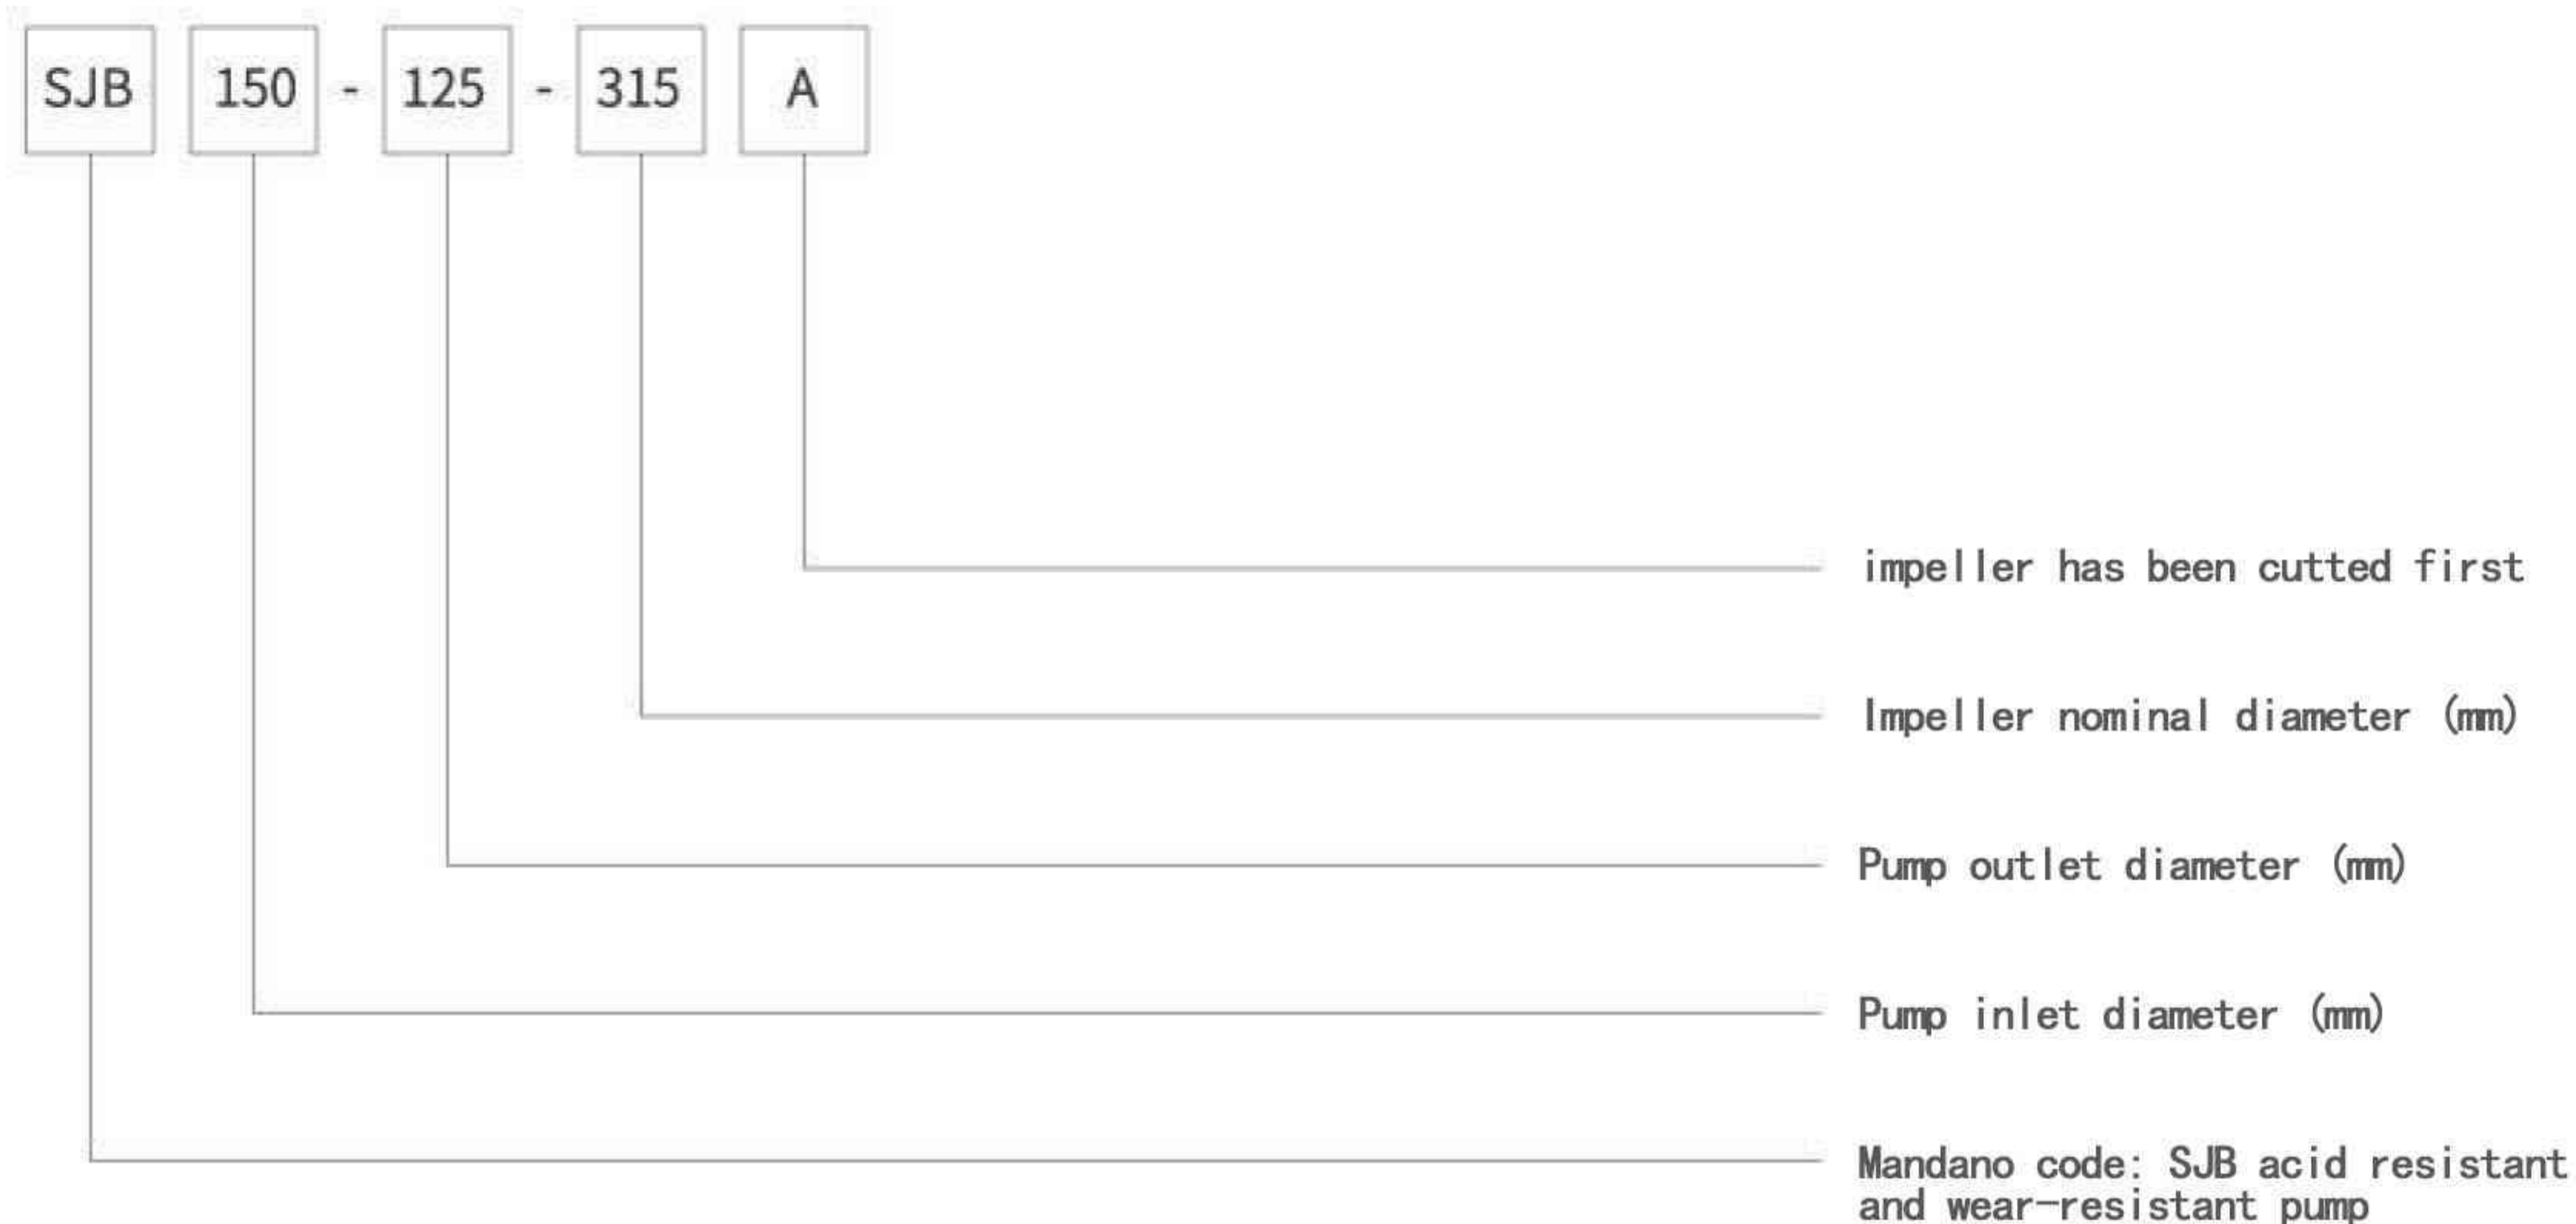 SJB 150 - 125 - 315 A
impeller has been cutted first
Impeller nominal diameter (mm)
Pump outlet diameter (mm)
Pump inlet diameter (mm)
Mandano code: SJB acid resistant
and wear-resistant pump